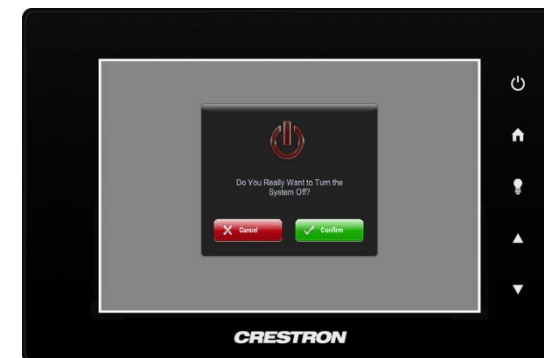 Do You Really Want to Turn the
System Off?
Cancel
Confirm
CRESTRON